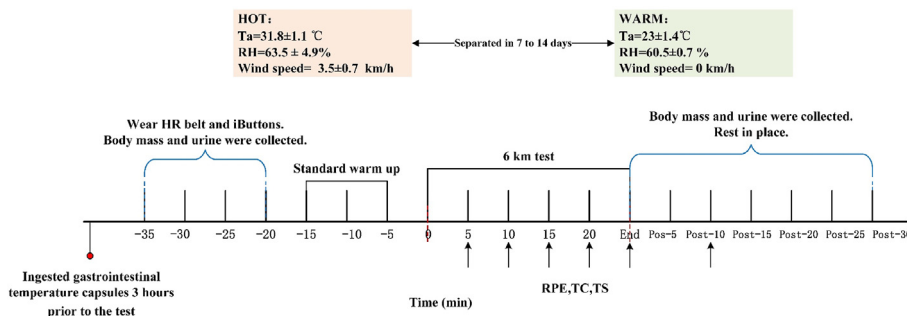 HOT:
Ta=31.8±1.1 ℃
RH=63.5 ± 4.9%
Wind speed= 3.5±0.7 km/h
Separated in 7 to 14 days
WARM:
Ta=23±1.4℃
RH=60.5±0.7 %
Wind speed= 0 km/h
Wear HR belt and iButtons.
Body mass and urine were collected.
Standard warm up
6 km test
Body mass and urine were collected.
Rest in place.
-35 -30 -25 -20 -15 -10 -5 0 5 10 15 20 End Pos-5 Post-10 Post-15 Post-20 Post-25 Post-30
Ingested gastrointestinal
temperature capsules 3 hours
prior to the test
Time (min)
RPE,TC,TS